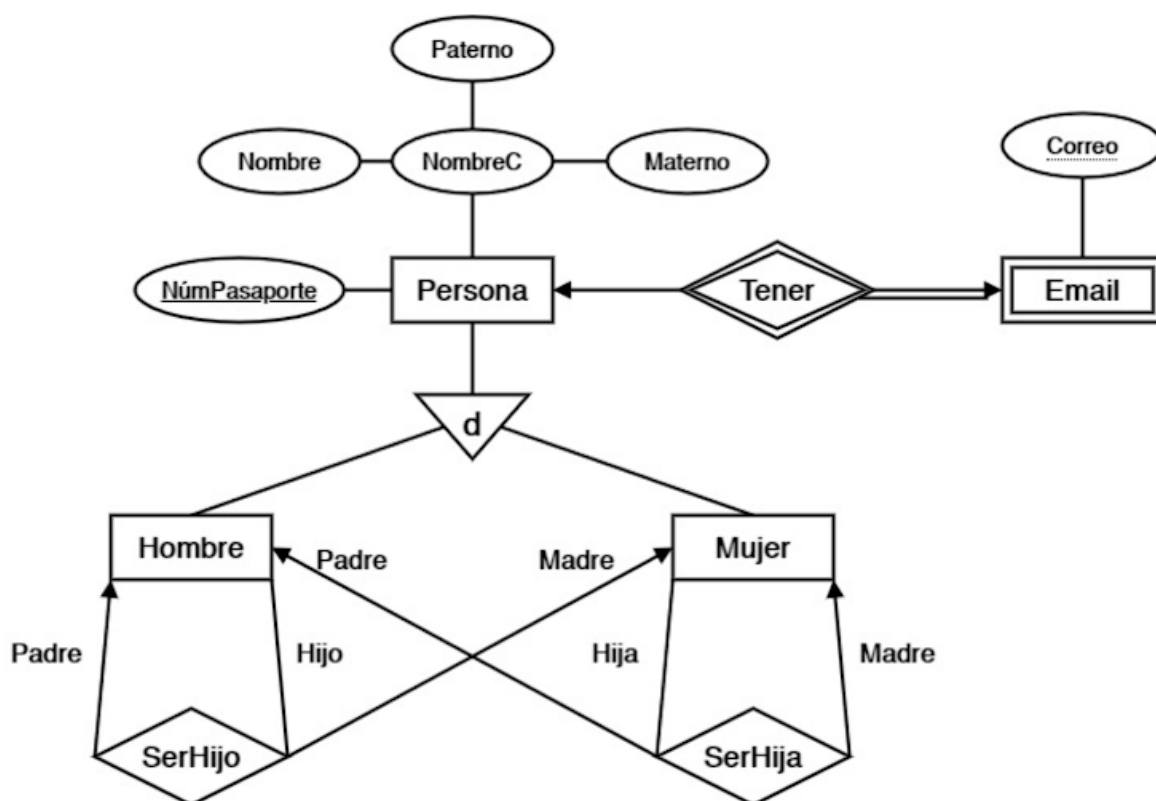 Paterno
Nombre
NombreC
Materno
Correo
NúmPasaporte
Persona
Tener
Email
d
Hombre
Padre
Madre
Mujer
Padre
Hijo
Hija
Madre
SerHijo
SerHija